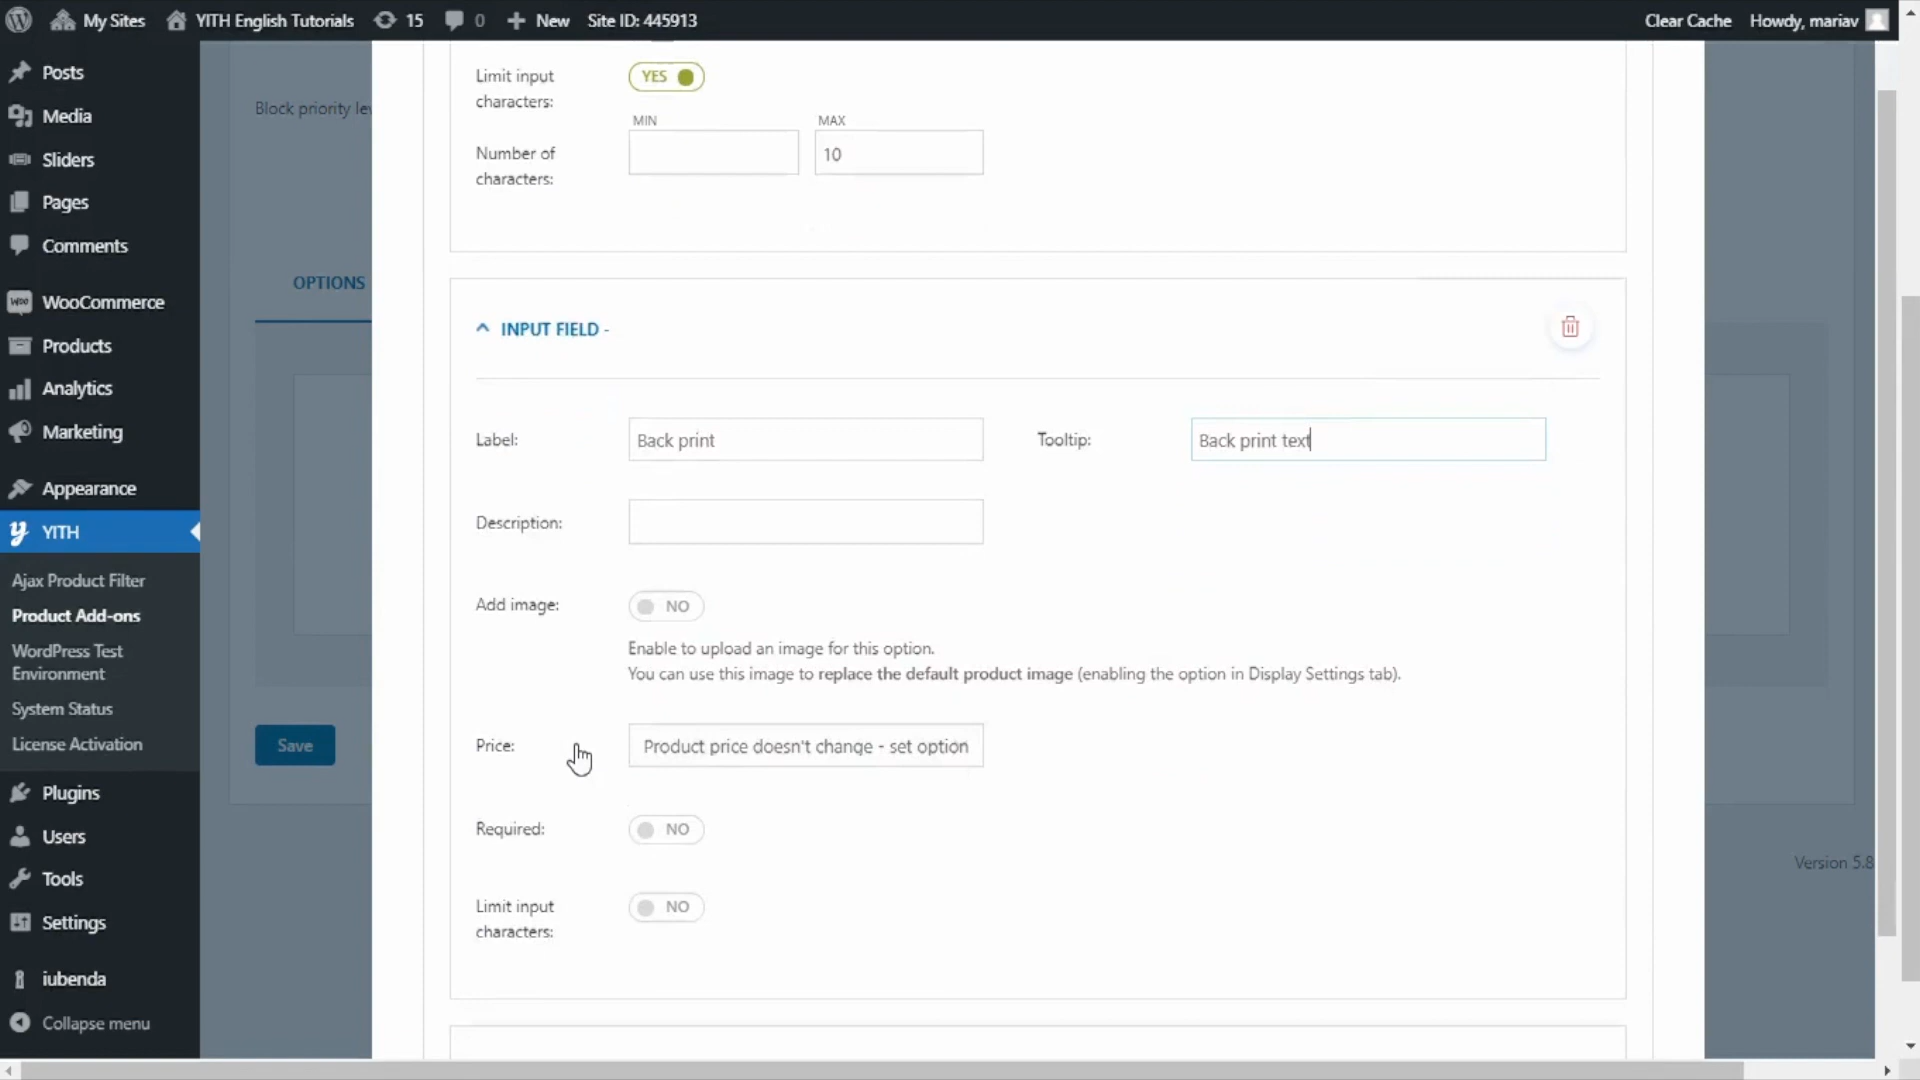 My Sites
YITH English Tutorials
15
0
New
Site ID: 445913
Clear Cache
Howdy, mariav
Posts
Media
Sliders
Pages
Comments
WooCommerce
Products
Analytics
Marketing
Appearance
YITH
Ajax Product Filter
Product Add-ons
WordPress Test
Environment
System Status
License Activation
Plugins
Users
Tools
Settings
iubenda
Collapse menu
Block priority lev
OPTIONS
Save
Version 5.8
Limit input
characters:
YES
MIN
MAX
Number of
characters:
10
INPUT FIELD -
Label:
Back print
Tooltip:
Back print text
Description:
Add image:
NO
Enable to upload an image for this option.
You can use this image to replace the default product image (enabling the option in Display Settings tab).
Price:
Product price doesn't change - set option
Required:
NO
Limit input
characters:
NO